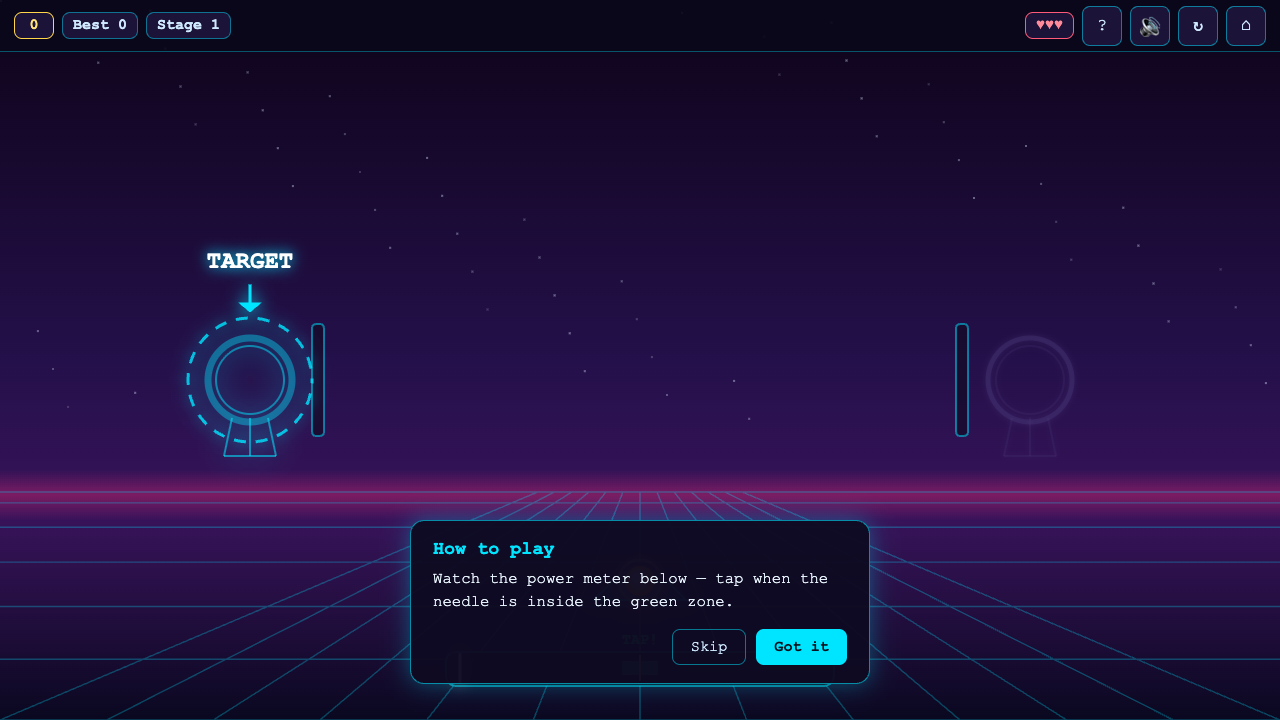 0 Best 0 Stage 1 ♥♥♥ ?
TARGET
How to play
Watch the power meter below — tap when the
needle is inside the green zone.
Skip Got it